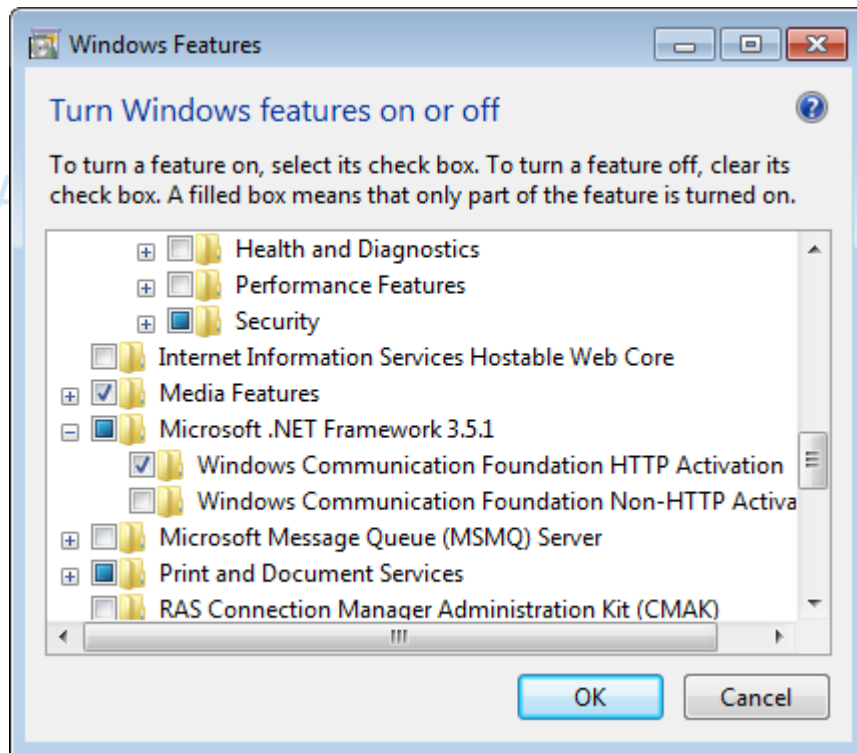 Windows Features
Turn Windows features on or off
To turn a feature on, select its check box. To turn a feature off, clear its
check box. A filled box means that only part of the feature is turned on.
Health and Diagnostics
Performance Features
Security
Internet Information Services Hostable Web Core
Media Features
Microsoft .NET Framework 3.5.1
Windows Communication Foundation HTTP Activation
Windows Communication Foundation Non-HTTP Activa
Microsoft Message Queue (MSMQ) Server
Print and Document Services
RAS Connection Manager Administration Kit (CMAK)
OK
Cancel